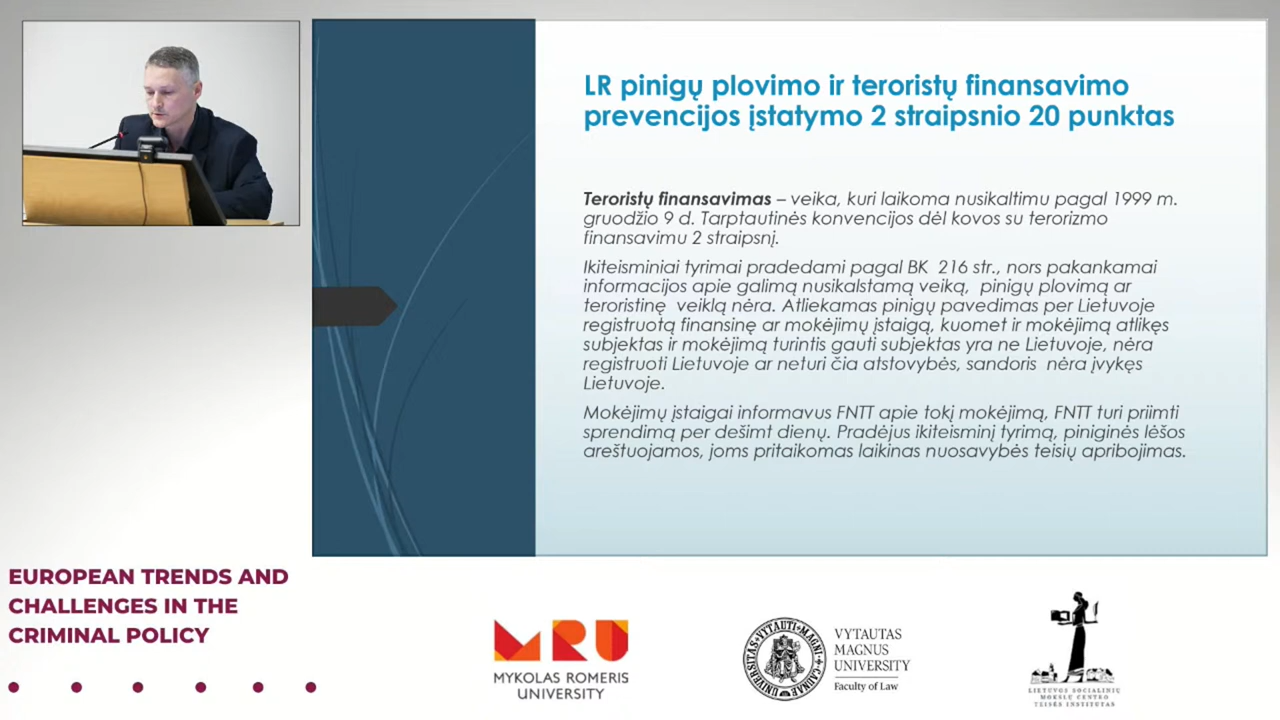 LR pinigų plovimo ir teroristų finansavimo
prevencijos įstatymo 2 straipsnio 20 punktas
Teroristų finansavimas – veika, kuri laikoma nusikaltimu pagal 1999 m.
gruodžio 9 d. Tarptautinės konvencijos dėl kovos su terorizmo
finansavimu 2 straipsnį.
Ikiteisminiai tyrimai pradedami pagal BK 216 str., nors pakankamai
informacijos apie galimą nusikalstamą veiką, pinigų plovimą ar
teroristinę veiklą nėra. Atliekamas pinigų pavedimas per Lietuvoje
registruotą finansinę ar mokėjimų įstaigą, kuomet ir mokėjimą atlikęs
subjektas ir mokėjimą turintis gauti subjektas yra ne Lietuvoje, nėra
registruoti Lietuvoje ar neturi čia atstovybės, sandoris nėra įvykęs
Lietuvoje.
Mokėjimų įstaigai informavus FNTT apie tokį mokėjimą, FNTT turi priimti
sprendimą per dešimt dienų. Pradėjus ikiteisminį tyrimą, piniginės lėšos
areštuojamos, joms pritaikomas laikinas nuosavybės teisių apribojimas.
EUROPEAN TRENDS AND
CHALLENGES IN THE
CRIMINAL POLICY
MRU
MYKOLAS ROMERIS
UNIVERSITY
UNIVERSITAS VYTAUTI MAGNI
VYTAUTAS
MAGNUS
UNIVERSITY
Faculty of Law
LIETUVOS SOCIALINIŲ
MOKSLŲ CENTRO
TEISĖS INSTITUTAS